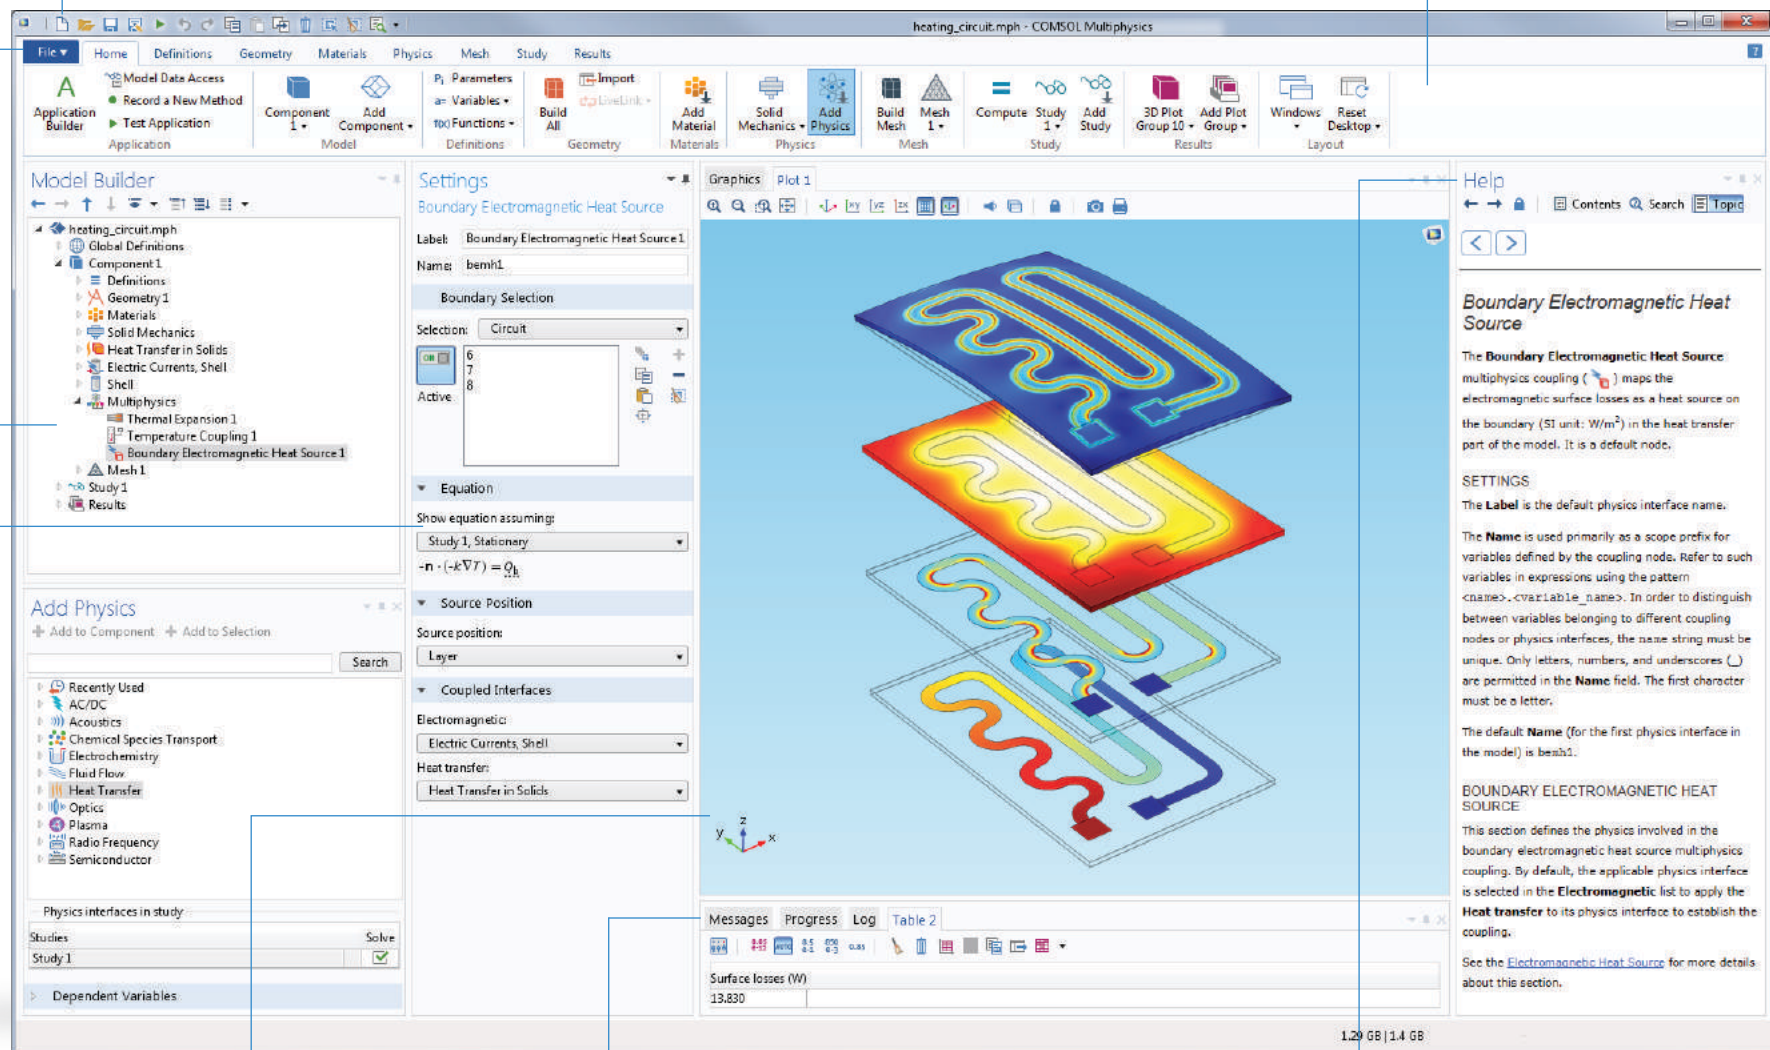 heating_circuit.mph - COMSOL Multiphysics
File Home Definitions Geometry Materials Physics Mesh Study Results
Application Builder
Model Data Access
Record a New Method
Test Application
Application
Component 1
Add Component
Model
Pi Parameters
a= Variables
f(x) Functions
Definitions
Build All
Import
LiveLink
Geometry
Add Material
Materials
Solid Mechanics
Add Physics
Physics
Build Mesh
Mesh 1
Mesh
Compute
Study 1
Add Study
Study
3D Plot Group 10
Add Plot Group
Results
Windows
Reset Desktop
Layout
Model Builder
heating_circuit.mph
Global Definitions
Component 1
Definitions
Geometry 1
Materials
Solid Mechanics
Heat Transfer in Solids
Electric Currents, Shell
Shell
Multiphysics
Thermal Expansion 1
Temperature Coupling 1
Boundary Electromagnetic Heat Source 1
Mesh 1
Study 1
Results
Add Physics
Add to Component Add to Selection
Search
Recently Used
AC/DC
Acoustics
Chemical Species Transport
Electrochemistry
Fluid Flow
Heat Transfer
Optics
Plasma
Radio Frequency
Semiconductor
Physics interfaces in study
Studies Solve
Study 1
Dependent Variables
Settings
Boundary Electromagnetic Heat Source
Label: Boundary Electromagnetic Heat Source 1
Name: bemh1
Boundary Selection
Selection: Circuit
ON
Active
6
7
8
Equation
Show equation assuming:
Study 1, Stationary
-n · (-k∇T) = Qb
Source Position
Source position:
Layer
Coupled Interfaces
Electromagnetic:
Electric Currents, Shell
Heat transfer:
Heat Transfer in Solids
Graphics Plot 1
xy yz zx
z
y
x
Messages Progress Log Table 2
AUTO 8.5 850 0.85
Surface losses (W)
13.830
Help
Contents Search Topic
Boundary Electromagnetic Heat
Source
The Boundary Electromagnetic Heat Source
multiphysics coupling ( ) maps the
electromagnetic surface losses as a heat source on
the boundary (SI unit: W/m²) in the heat transfer
part of the model. It is a default node.
SETTINGS
The Label is the default physics interface name.
The Name is used primarily as a scope prefix for
variables defined by the coupling node. Refer to such
variables in expressions using the pattern
<name>.<variable_name>. In order to distinguish
between variables belonging to different coupling
nodes or physics interfaces, the name string must be
unique. Only letters, numbers, and underscores (_)
are permitted in the Name field. The first character
must be a letter.
The default Name (for the first physics interface in
the model) is bemh1.
BOUNDARY ELECTROMAGNETIC HEAT
SOURCE
This section defines the physics involved in the
boundary electromagnetic heat source multiphysics
coupling. By default, the applicable physics interface
is selected in the Electromagnetic list to apply the
Heat transfer to its physics interface to establish the
coupling.
See the Electromagnetic Heat Source for more details
about this section.
1.29 GB | 1.4 GB